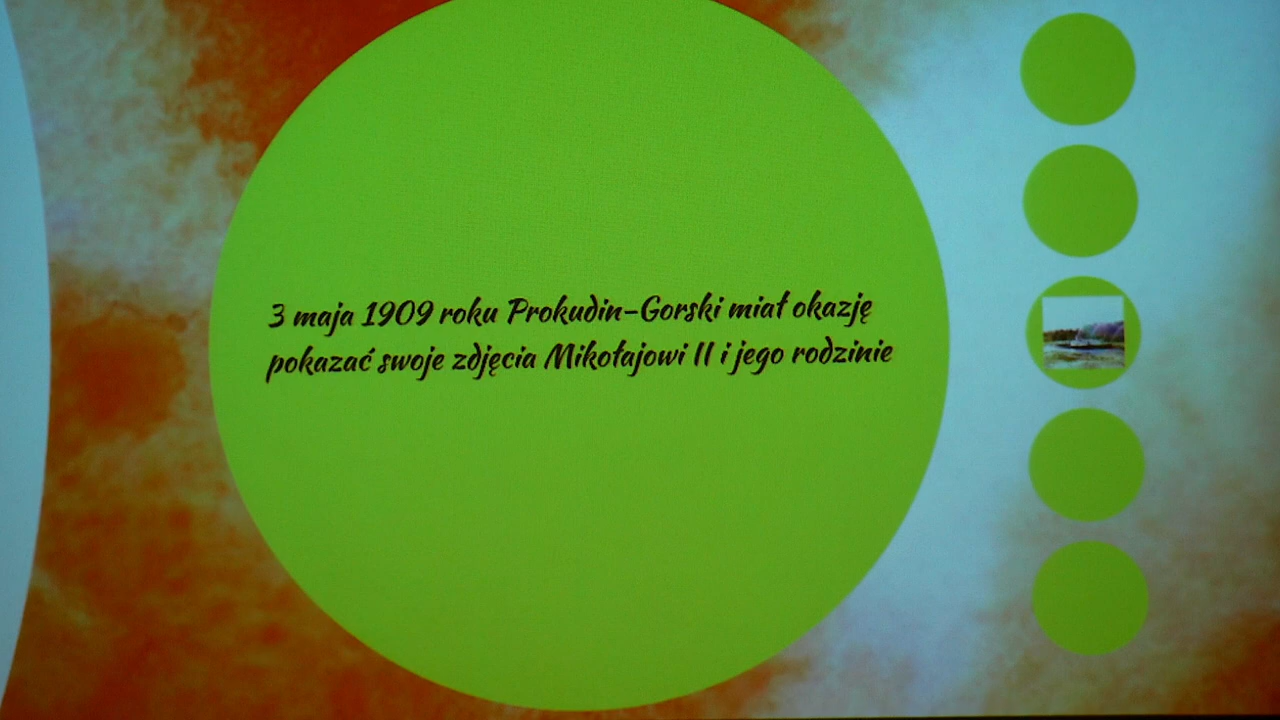 3 maja 1909 roku Prokudin-Gorski miał okazję
pokazać swoje zdjęcia Mikołajowi II i jego rodzinie